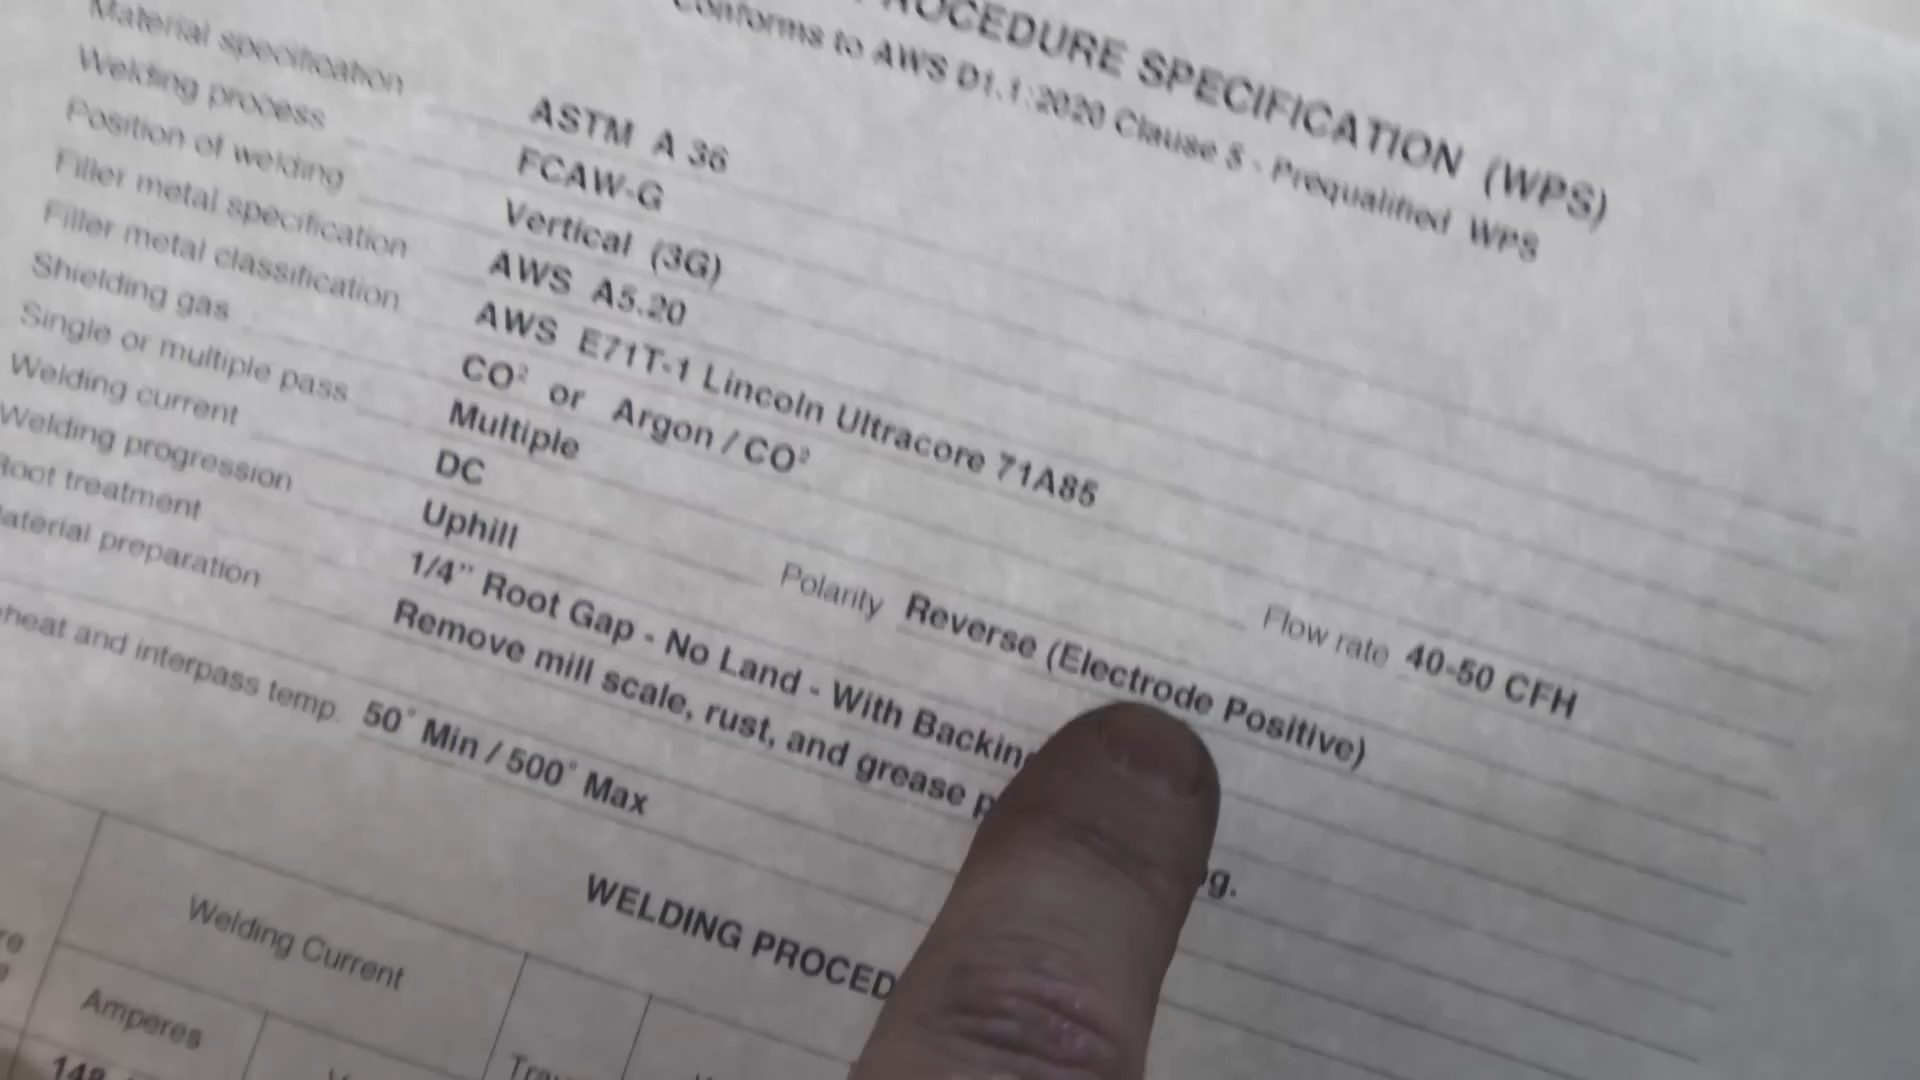 PROCEDURE SPECIFICATION (WPS)
Conforms to AWS D1.1:2020 Clause 5 - Prequalified WPS
Material specification ASTM A 36
Welding process FCAW-G
Position of welding Vertical (3G)
Filler metal specification AWS A5.20
Filler metal classification AWS E71T-1 Lincoln Ultracore 71A85
Shielding gas CO² or Argon / CO² Flow rate 40-50 CFH
Single or multiple pass Multiple
Welding current DC Polarity Reverse (Electrode Positive)
Welding progression Uphill
Root treatment 1/4" Root Gap - No Land - With Backing
Material preparation Remove mill scale, rust, and grease
heat and interpass temp. 50° Min / 500° Max
WELDING PROCED
Welding Current
Amperes